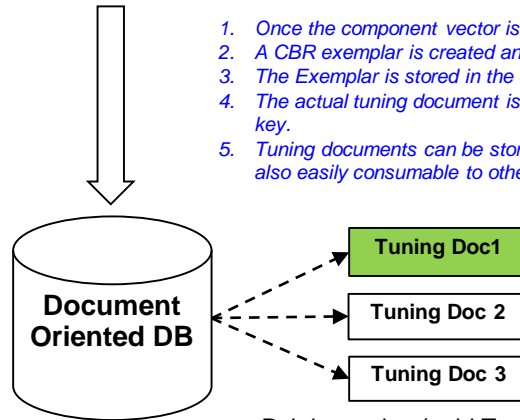 1. Once the component vector is
2. A CBR exemplar is created an
3. The Exemplar is stored in the
4. The actual tuning document is
key.
5. Tuning documents can be stor
also easily consumable to othe
Tuning Doc1
Document
Oriented DB
Tuning Doc 2
Tuning Doc 3